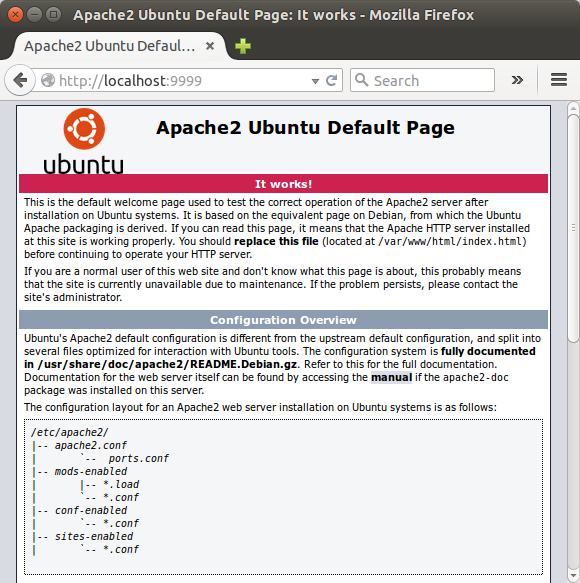 Apache2 Ubuntu Default Page: It works - Mozilla Firefox
Apache2 Ubuntu Defaul...
http://localhost:9999
Search
ubuntu
Apache2 Ubuntu Default Page
It works!
This is the default welcome page used to test the correct operation of the Apache2 server after
installation on Ubuntu systems. It is based on the equivalent page on Debian, from which the Ubuntu
Apache packaging is derived. If you can read this page, it means that the Apache HTTP server installed
at this site is working properly. You should replace this file (located at /var/www/html/index.html)
before continuing to operate your HTTP server.
If you are a normal user of this web site and don't know what this page is about, this probably means
that the site is currently unavailable due to maintenance. If the problem persists, please contact the
site's administrator.
Configuration Overview
Ubuntu's Apache2 default configuration is different from the upstream default configuration, and split into
several files optimized for interaction with Ubuntu tools. The configuration system is fully documented
in /usr/share/doc/apache2/README.Debian.gz. Refer to this for the full documentation.
Documentation for the web server itself can be found by accessing the manual if the apache2-doc
package was installed on this server.
The configuration layout for an Apache2 web server installation on Ubuntu systems is as follows:
/etc/apache2/
|-- apache2.conf
|       `--  ports.conf
|-- mods-enabled
|       |-- *.load
|       `-- *.conf
|-- conf-enabled
|       `-- *.conf
|-- sites-enabled
|       `-- *.conf